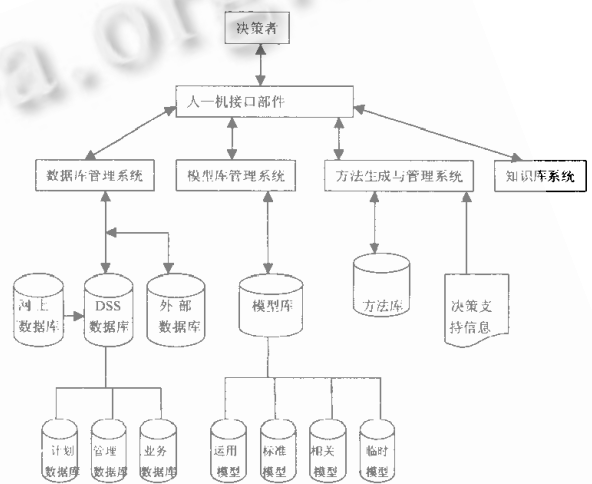 a.org
决策者
人一机接口部件
数据库管理系统
模型库管理系统
方法生成与管理系统
知识库系统
网上
数据库
DSS
数据库
外部
数据库
模型库
方法库
决策支
持信息
计划
数据库
管理
数据库
业务
数据库
运用
模型
标准
模型
相关
模型
临时
模型